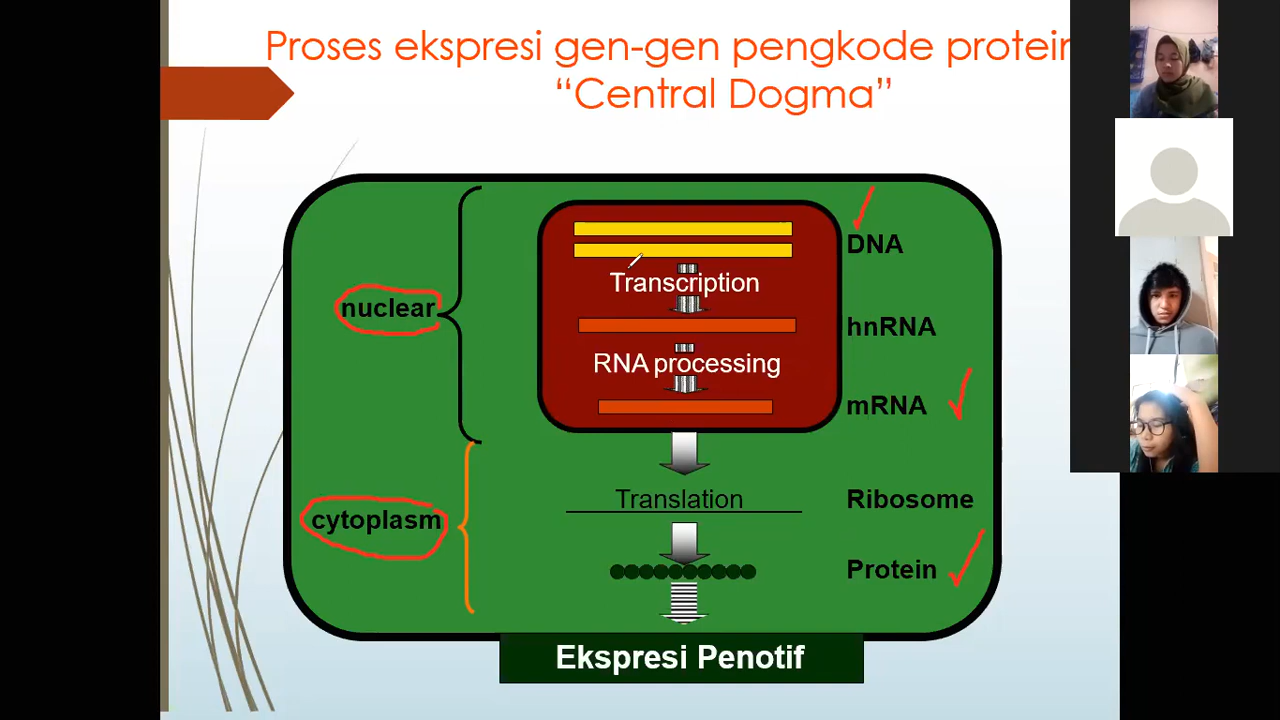 Proses ekspresi gen-gen pengkode protein
“Central Dogma”
nuclear
Transcription
RNA processing
DNA
hnRNA
mRNA
cytoplasm
Translation
Ribosome
Protein
Ekspresi Penotif